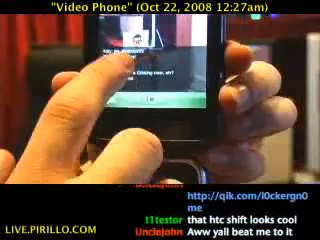 "Video Phone" (Oct 22, 2008 12:27am)
http://qik.com/l0ckergn0
me
t1testor that htc shift looks cool
UncleJohn Aww yall beat me to it
LIVE.PIRILLO.COM